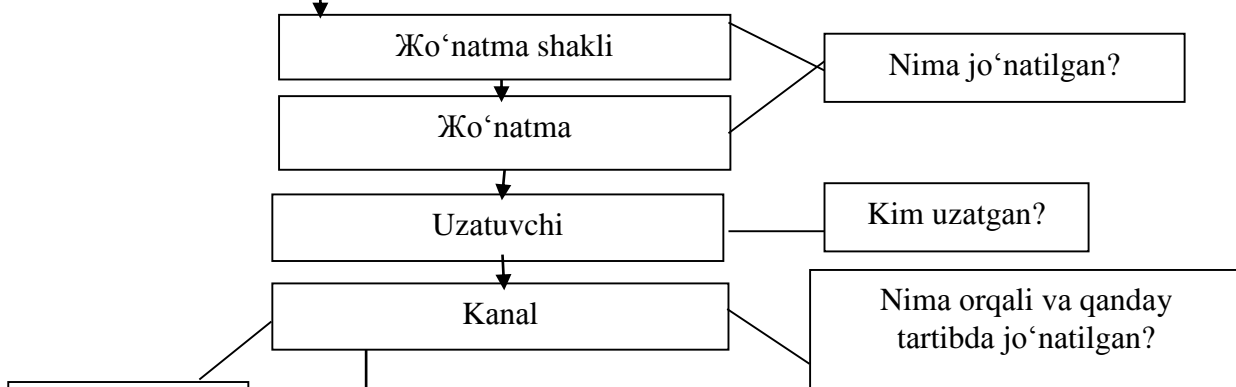 Жo‘natma shakli
Nima jo‘natilgan?
Жo‘natma
Uzatuvchi
Kim uzatgan?
Kanal
Nima orqali va qanday
tartibda jo‘natilgan?